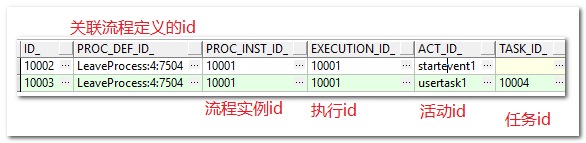 关联流程定义的id
ID_ PROC_DEF_ID_ PROC_INST_ID_ EXECUTION_ID_ ACT_ID_ TASK_ID_
10002 ··· LeaveProcess:4:7504 ··· 10001 ··· 10001 ··· startevent1 ··· ···
10003 ··· LeaveProcess:4:7504 ··· 10001 ··· 10001 ··· usertask1 ··· 10004 ···
流程实例id 执行id 活动id 任务id